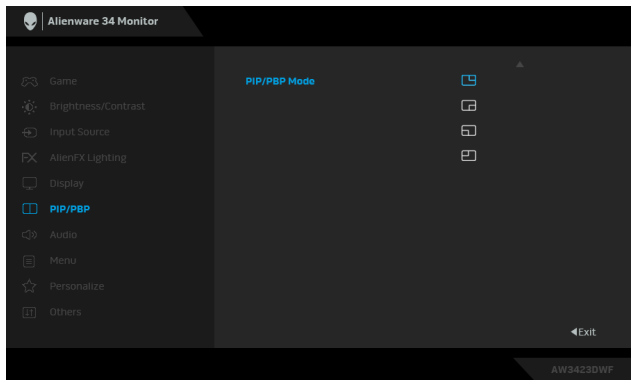 Alienware 34 Monitor
Game
PIP/PBP Mode
Brightness/Contrast
Input Source
AlienFX Lighting
Display
PIP/PBP
Audio
Menu
Personalize
Others
Exit
AW3423DWF